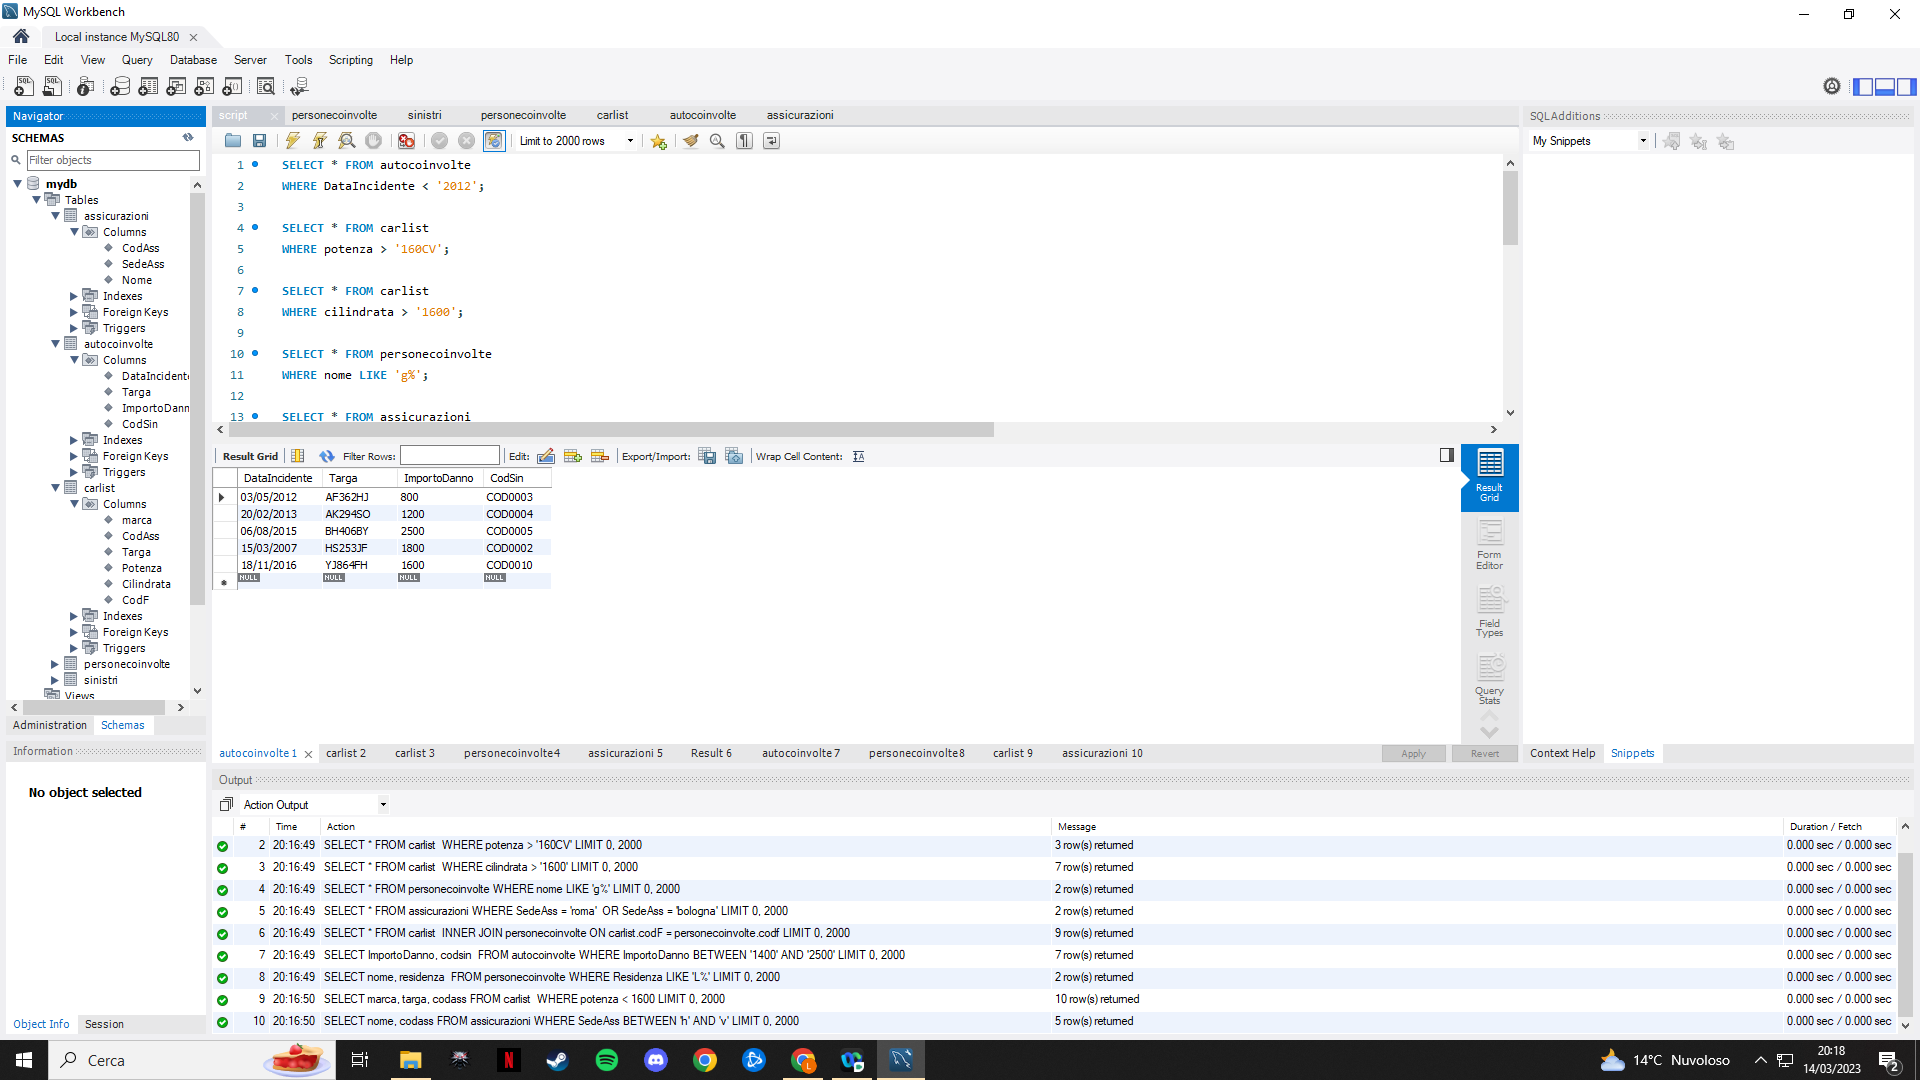 MySQL Workbench
Local instance MySQL80
File Edit View Query Database Server Tools Scripting Help
Navigator
SCHEMAS
Filter objects
mydb
Tables
assicurazioni
Columns
CodAss
SedeAss
Nome
Indexes
Foreign Keys
Triggers
autocoinvolte
Columns
DataIncidente
Targa
ImportoDann
CodSin
Indexes
Foreign Keys
Triggers
carlist
Columns
marca
CodAss
Targa
Potenza
Cilindrata
CodF
Indexes
Foreign Keys
Triggers
personecoinvolte
sinistri
Views
Administration Schemas
Information
No object selected
Object Info Session
script personecoinvolte sinistri personecoinvolte carlist autocoinvolte assicurazioni
Limit to 2000 rows
1 SELECT * FROM autocoinvolte
2 WHERE DataIncidente < '2012';
3
4 SELECT * FROM carlist
5 WHERE potenza > '160CV';
6
7 SELECT * FROM carlist
8 WHERE cilindrata > '1600';
9
10 SELECT * FROM personecoinvolte
11 WHERE nome LIKE 'g%';
12
13 SELECT * FROM assicurazioni
Result Grid Filter Rows: Edit: Export/Import: Wrap Cell Content:
DataIncidente Targa ImportoDanno CodSin
03/05/2012 AF362HJ 800 COD0003
20/02/2013 AK294SO 1200 COD0004
06/08/2015 BH406BY 2500 COD0005
15/03/2007 HS253JF 1800 COD0002
18/11/2016 YJ864FH 1600 COD0010
NULL NULL NULL NULL
Result Grid
Form Editor
Field Types
Query Stats
autocoinvolte 1 carlist 2 carlist 3 personecoinvolte 4 assicurazioni 5 Result 6 autocoinvolte 7 personecoinvolte 8 carlist 9 assicurazioni 10
Apply Revert
SQLAdditions
My Snippets
Context Help Snippets
Output
Action Output
# Time Action Message Duration / Fetch
2 20:16:49 SELECT * FROM carlist WHERE potenza > '160CV' LIMIT 0, 2000 3 row(s) returned 0.000 sec / 0.000 sec
3 20:16:49 SELECT * FROM carlist WHERE cilindrata > '1600' LIMIT 0, 2000 7 row(s) returned 0.000 sec / 0.000 sec
4 20:16:49 SELECT * FROM personecoinvolte WHERE nome LIKE 'g%' LIMIT 0, 2000 2 row(s) returned 0.000 sec / 0.000 sec
5 20:16:49 SELECT * FROM assicurazioni WHERE SedeAss = 'roma' OR SedeAss = 'bologna' LIMIT 0, 2000 2 row(s) returned 0.000 sec / 0.000 sec
6 20:16:49 SELECT * FROM carlist INNER JOIN personecoinvolte ON carlist.codF = personecoinvolte.codf LIMIT 0, 2000 9 row(s) returned 0.000 sec / 0.000 sec
7 20:16:49 SELECT ImportoDanno, codsin FROM autocoinvolte WHERE ImportoDanno BETWEEN '1400' AND '2500' LIMIT 0, 2000 7 row(s) returned 0.000 sec / 0.000 sec
8 20:16:49 SELECT nome, residenza FROM personecoinvolte WHERE Residenza LIKE 'L%' LIMIT 0, 2000 2 row(s) returned 0.000 sec / 0.000 sec
9 20:16:50 SELECT marca, targa, codass FROM carlist WHERE potenza < 1600 LIMIT 0, 2000 10 row(s) returned 0.000 sec / 0.000 sec
10 20:16:50 SELECT nome, codass FROM assicurazioni WHERE SedeAss BETWEEN 'h' AND 'v' LIMIT 0, 2000 5 row(s) returned 0.000 sec / 0.000 sec
Cerca
14°C Nuvoloso
20:18
14/03/2023
2